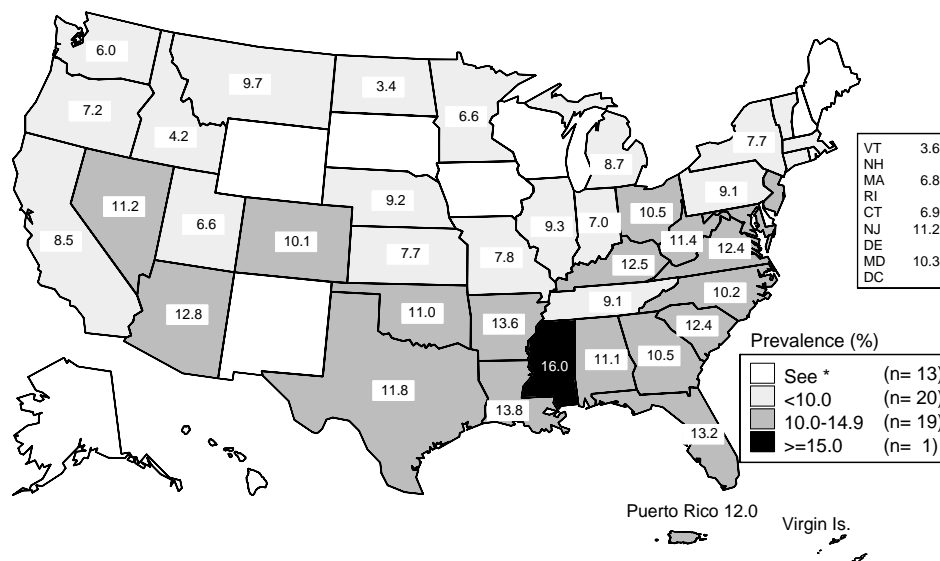 6.0
9.7
3.4
6.6
7.2
4.2
7.7
8.7
VT 3.6
NH
MA 6.8
RI
CT 6.9
NJ 11.2
DE
MD 10.3
DC
11.2
6.6
10.1
9.2
9.3
7.0
10.5
9.1
8.5
7.7
7.8
12.5
11.4
12.4
12.8
11.0
13.6
9.1
10.2
12.4
11.8
13.8
16.0
11.1
10.5
13.2
Prevalence (%)
See * (n= 13)
<10.0 (n= 20)
10.0-14.9 (n= 19)
>=15.0 (n= 1)
Puerto Rico 12.0
Virgin Is.